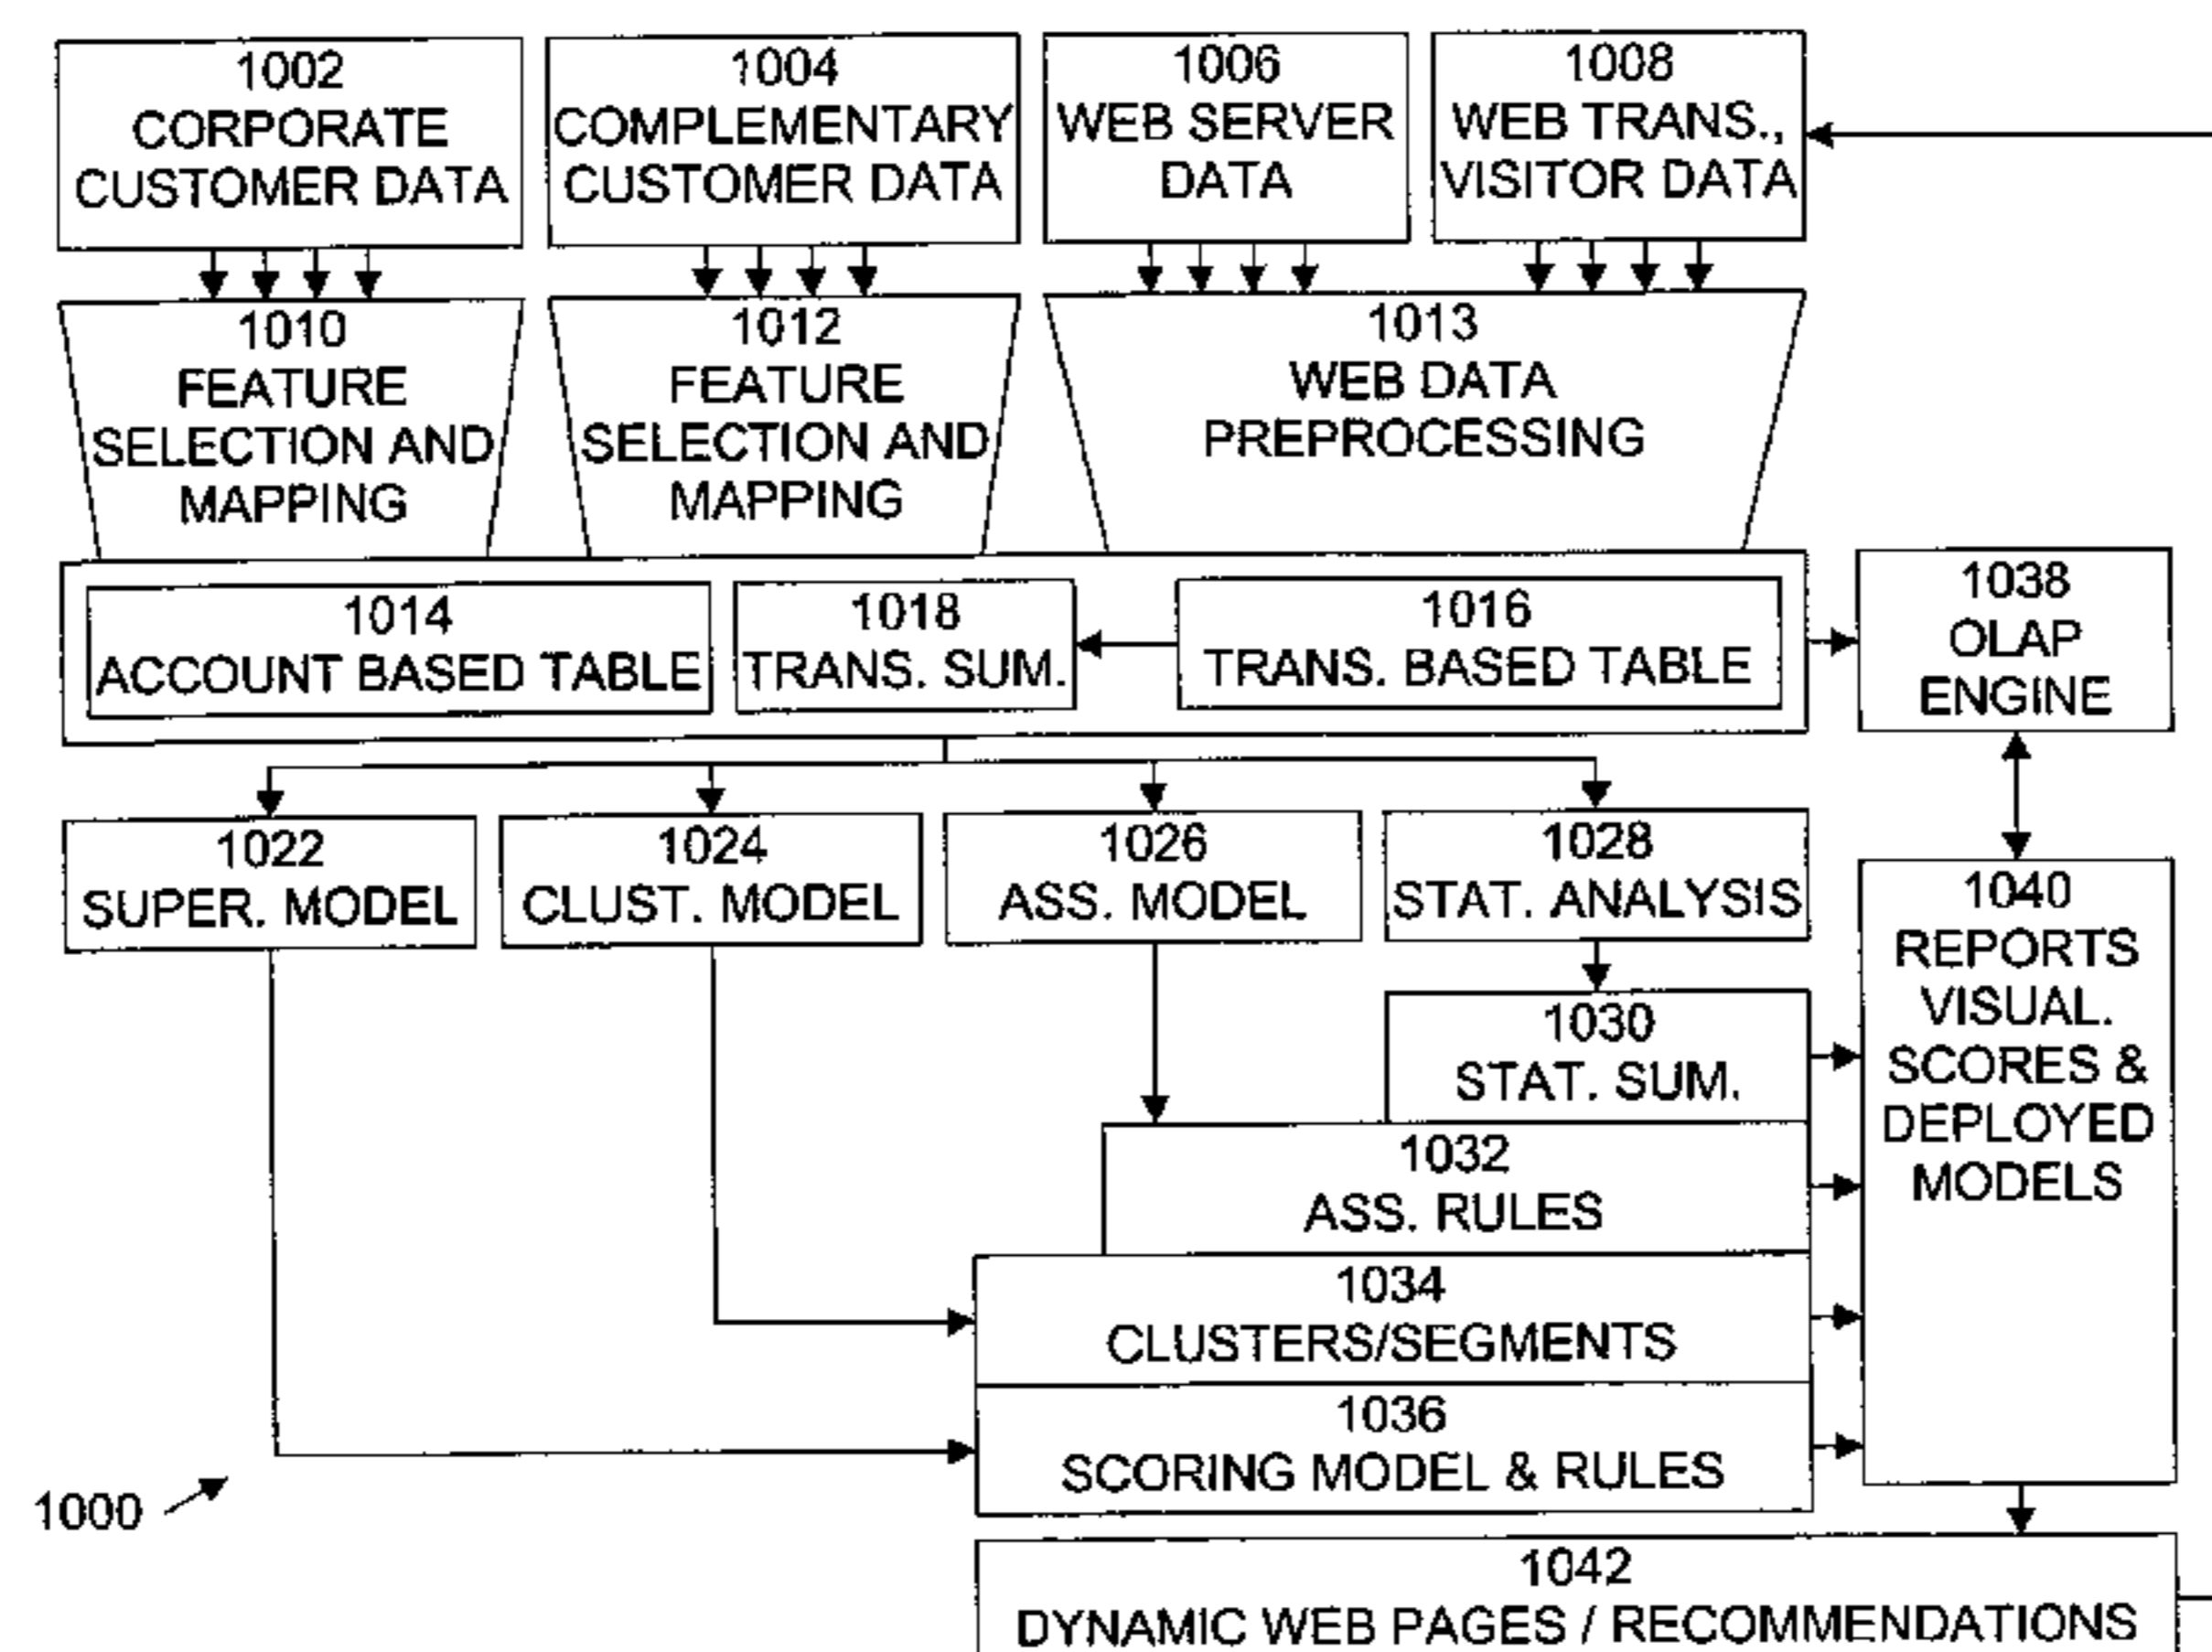 1002
CORPORATE
CUSTOMER DATA
1004
COMPLEMENTARY
CUSTOMER DATA
1006
WEB SERVER
DATA
1008
WEB TRANS.,
VISITOR DATA
1010
FEATURE
SELECTION AND
MAPPING
1012
FEATURE
SELECTION AND
MAPPING
1013
WEB DATA
PREPROCESSING
1014
ACCOUNT BASED TABLE
1018
TRANS. SUM.
1016
TRANS. BASED TABLE
1038
OLAP
ENGINE
1022
SUPER. MODEL
1024
CLUST. MODEL
1026
ASS. MODEL
1028
STAT. ANALYSIS
1040
REPORTS
VISUAL.
SCORES &
DEPLOYED
MODELS
1030
STAT. SUM.
1032
ASS. RULES
1034
CLUSTERS/SEGMENTS
1036
SCORING MODEL & RULES
1000
1042
DYNAMIC WEB PAGES / RECOMMENDATIONS